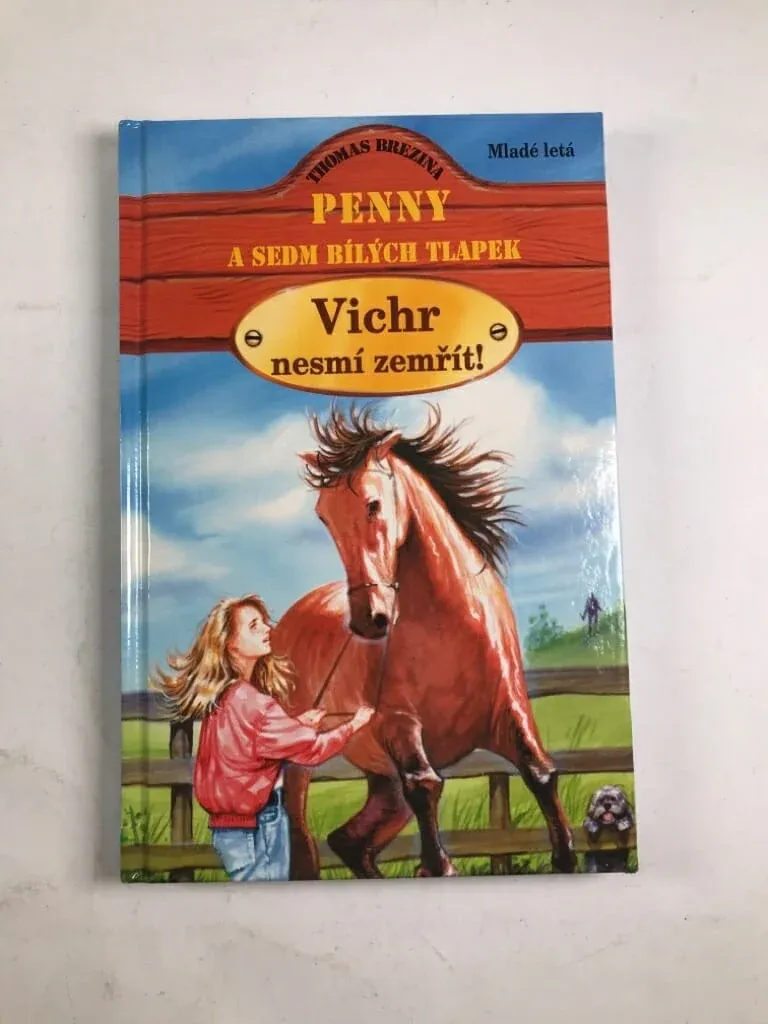 THOMAS BREZINA
Mladé letá
PENNY
A SEDM BÍLÝCH TLAPEK
Vichr
nesmí zemřít!